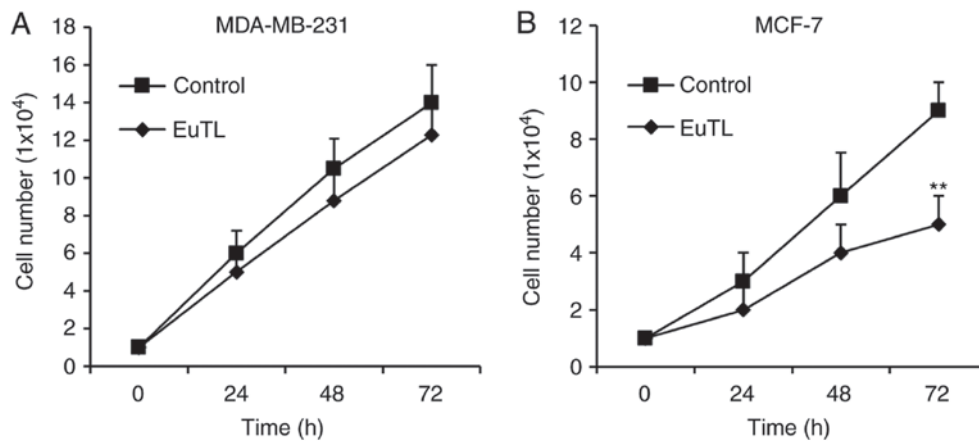 A
MDA-MB-231
Cell number (1x10⁴)
18
16
14
12
10
8
6
4
2
0
Control
EuTL
0 24 48 72
Time (h)
B
MCF-7
Cell number (1x10⁴)
12
10
8
6
4
2
0
Control
EuTL
**
0 24 48 72
Time (h)